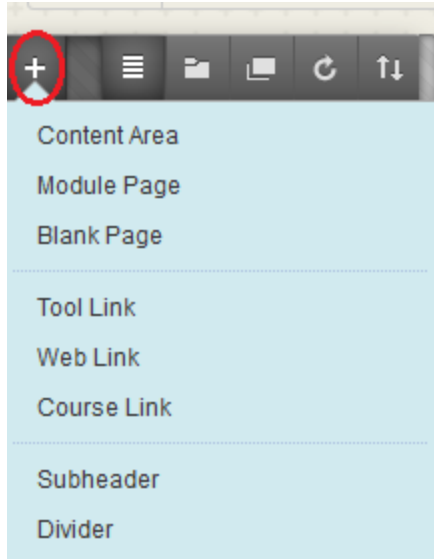 Content Area
Module Page
Blank Page
Tool Link
Web Link
Course Link
Subheader
Divider